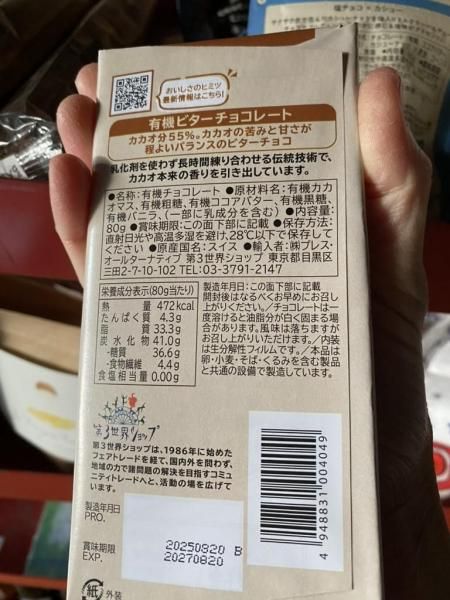 塩チョコ×カシュー
おいしさのヒミツ
最新情報はこちら!
有機ビターチョコレート
カカオ分55%。カカオの苦みと甘さが
程よいバランスのビターチョコ
乳化剤を使わず長時間練り合わせる伝統技術で、
カカオ本来の香りを引き出しています。
●名称:有機チョコレート ●原材料名:有機カカ
オマス、有機粗糖、有機ココアバター、有機黒糖、
有機バニラ、(一部に乳成分を含む) ●内容量:
80g ●賞味期限:この面下部に記載 ●保存方法:
直射日光や高温多湿を避け、28℃以下で保存して
ください ●原産国名:スイス ●輸入者:㈱プレス・
オールターナティブ 第3世界ショップ 東京都目黒区
三田2-7-10-102 TEL:03-3791-2147
栄養成分表示(80g当たり)
熱量 472kcal
たんぱく質 4.3g
脂質 33.3g
炭水化物 41.0g
-糖質 36.6g
-食物繊維 4.4g
食塩相当量 0.00g
製造年月日:この面下部に記載
開封後はなるべくお早めにお召し
上がりください。/チョコレートは一
度溶けると油脂分が白く固まる場
合があります。風味は落ちますが
お召し上がりいただけます。/内装
は生分解性フィルムです。/本品は
卵・小麦・そば・くるみを含む製品
と共通の設備で製造しています。
第3世界ショップ
第3世界ショップは、1986年に始めた
フェアトレードを経て、国内外を問わず、
地域の力で諸問題の解決を目指すコミュ
ニティトレードへと、活動の場を広げて
います。
4 948831 004049
製造年月日
PRO.
20250820 B
賞味期限
EXP.
20270820
紙 外装